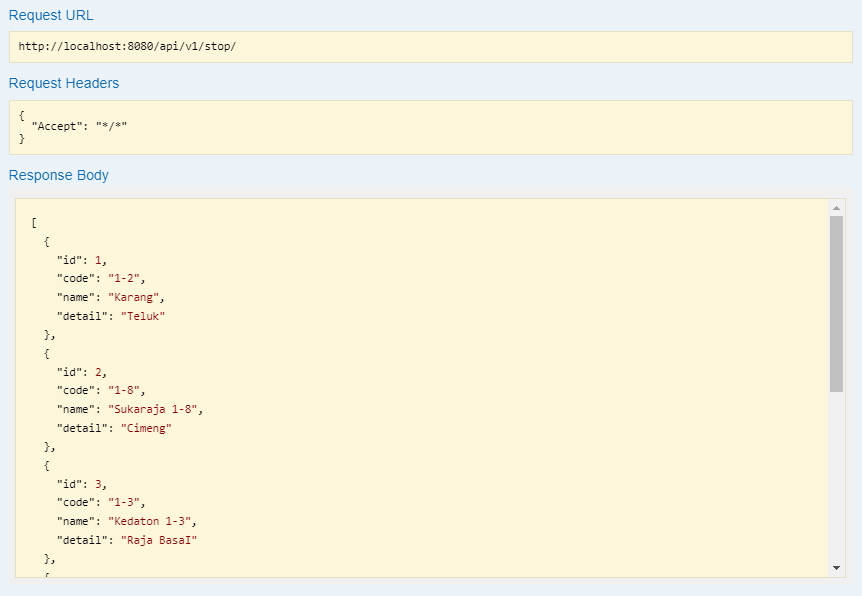 Request URL
http://localhost:8080/api/v1/stop/
Request Headers
{
  "Accept": "*/*"
}
Response Body
[
  {
    "id": 1,
    "code": "1-2",
    "name": "Karang",
    "detail": "Teluk"
  },
  {
    "id": 2,
    "code": "1-8",
    "name": "Sukaraja 1-8",
    "detail": "Cimeng"
  },
  {
    "id": 3,
    "code": "1-3",
    "name": "Kedaton 1-3",
    "detail": "Raja BasaI"
  },
  {